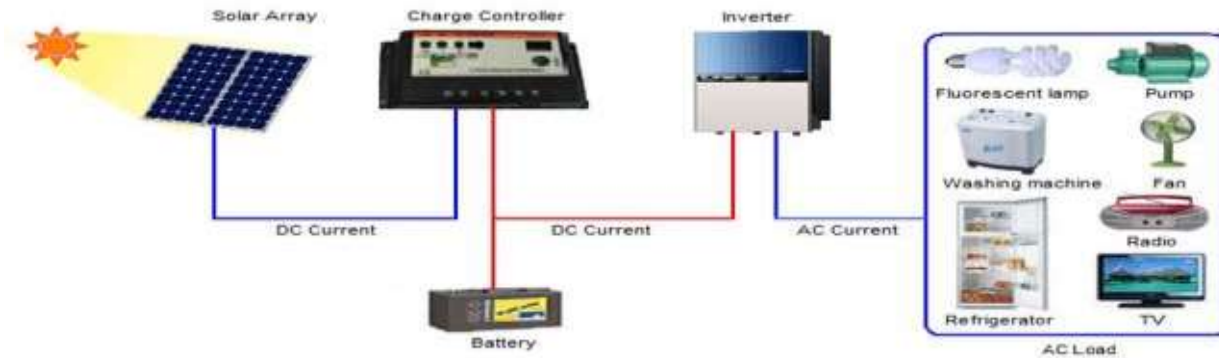 Solar Array
Charge Controller
Inverter
Fluorescent lamp
Pump
Washing machine
Fan
DC Current
DC Current
AC Current
Radio
Refrigerator
TV
Battery
AC Load